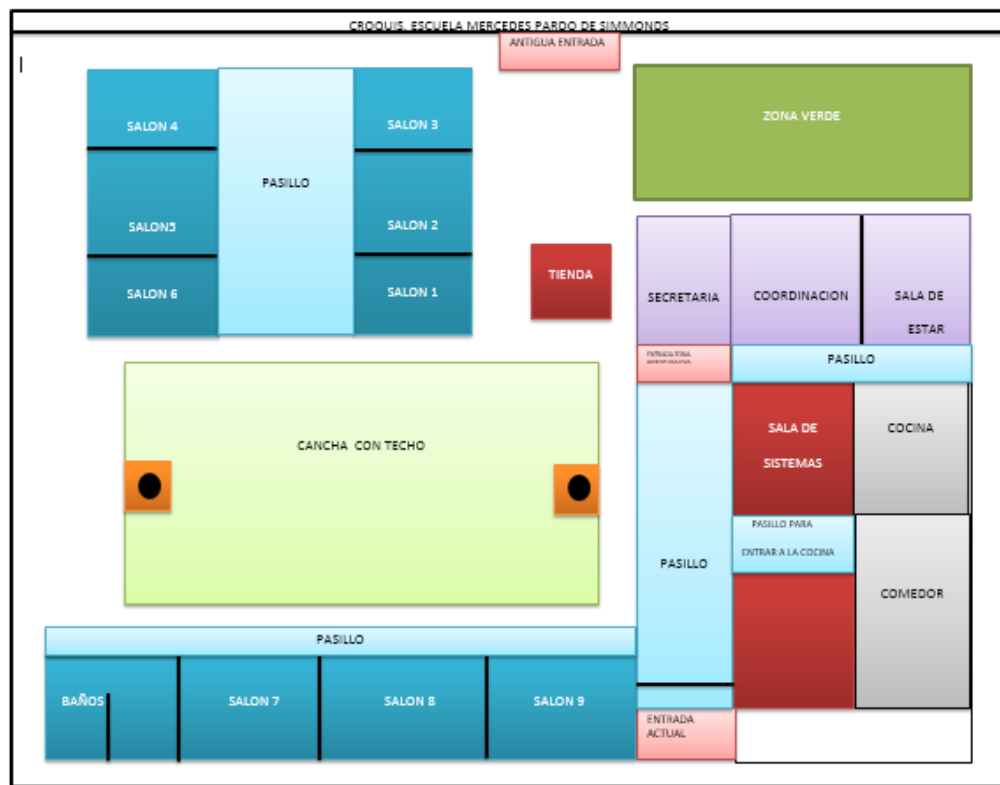 CROQUIS. ESCUELA MERCEDES PARDO DE SIMMONDS
ANTIGUA ENTRADA
SALON 4
PASILLO
SALON 3
SALON5
SALON 2
SALON 6
SALON 1
ZONA VERDE
TIENDA
SECRETARIA
COORDINACION
SALA DE
ESTAR
ENTRADA ZONA
PASILLO
CANCHA CON TECHO
SALA DE
SISTEMAS
COCINA
PASILLO
PASILLO PARA
ENTRAR A LA COCINA
COMEDOR
PASILLO
BAÑOS
SALON 7
SALON 8
SALON 9
ENTRADA
ACTUAL